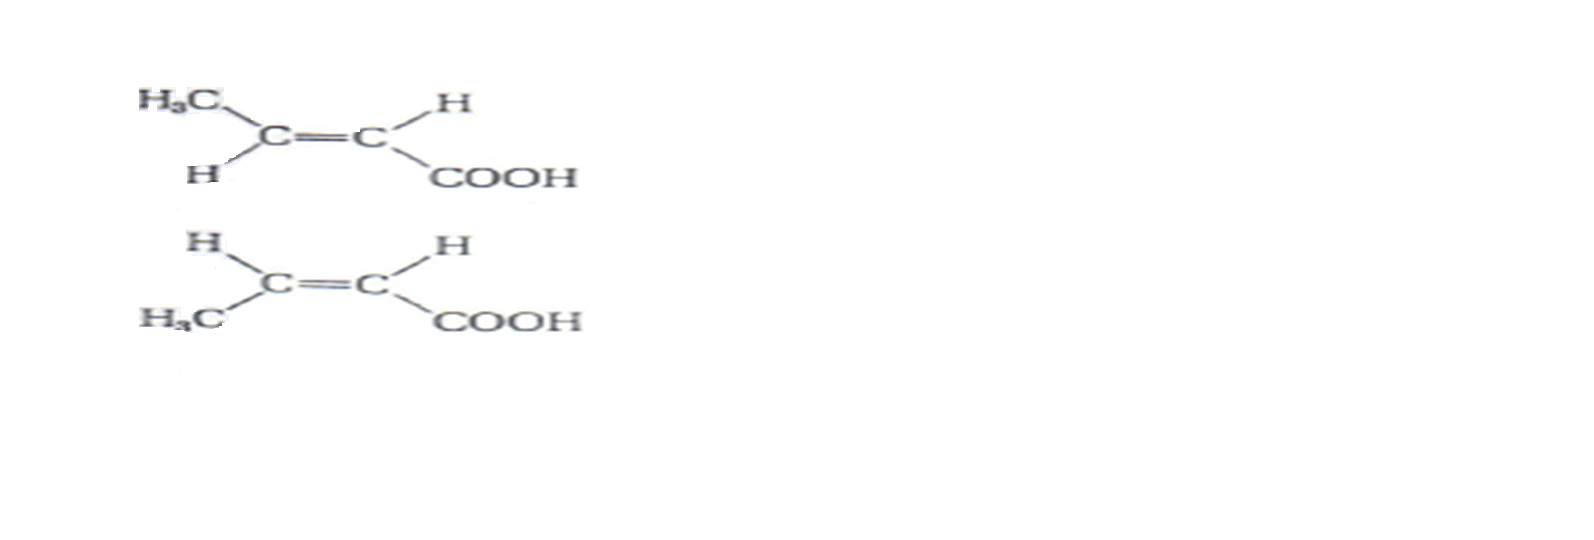 H₃C H
C=C
H COOH
H H
C=C
H₃C COOH